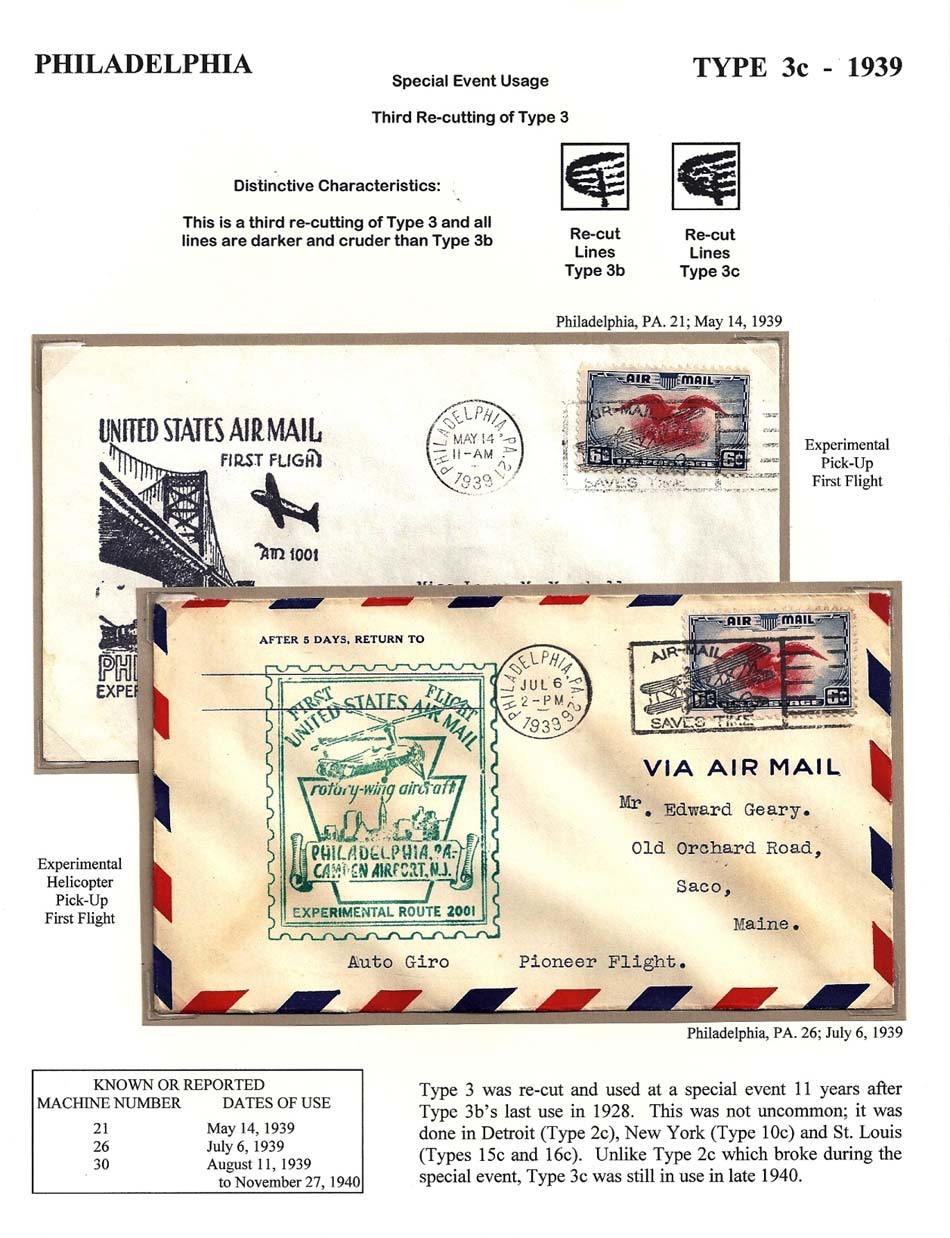 PHILADELPHIA
TYPE 3c - 1939
Special Event Usage
Third Re-cutting of Type 3
Distinctive Characteristics:
This is a third re-cutting of Type 3 and all
lines are darker and cruder than Type 3b
Re-cut
Lines
Type 3b
Re-cut
Lines
Type 3c
Philadelphia, PA. 21; May 14, 1939
UNITED STATES AIR MAIL
FIRST FLIGHT
AM 1001
PHILADELPHIA, PA. 21
MAY 14
11-AM
1939
AIR MAIL
6¢ 6¢
AIR-MAIL
SAVES TIME
Experimental
Pick-Up
First Flight
PHI
EXPER
AFTER 5 DAYS, RETURN TO
FIRST FLIGHT
UNITED STATES AIR MAIL
rotary-wing aircraft
PHILADELPHIA, PA-
CAMDEN AIRPORT, N.J.
EXPERIMENTAL ROUTE 2001
PHILADELPHIA, PA. 26
JUL 6
2-PM
1939
AIR MAIL
6¢
AIR-MAIL
SAVES TIME
VIA AIR MAIL
Mr. Edward Geary.
Old Orchard Road,
Saco,
Maine.
Auto Giro Pioneer Flight.
Experimental
Helicopter
Pick-Up
First Flight
Philadelphia, PA. 26; July 6, 1939
KNOWN OR REPORTED
MACHINE NUMBER DATES OF USE
21 May 14, 1939
26 July 6, 1939
30 August 11, 1939
to November 27, 1940
Type 3 was re-cut and used at a special event 11 years after
Type 3b's last use in 1928. This was not uncommon; it was
done in Detroit (Type 2c), New York (Type 10c) and St. Louis
(Types 15c and 16c). Unlike Type 2c which broke during the
special event, Type 3c was still in use in late 1940.